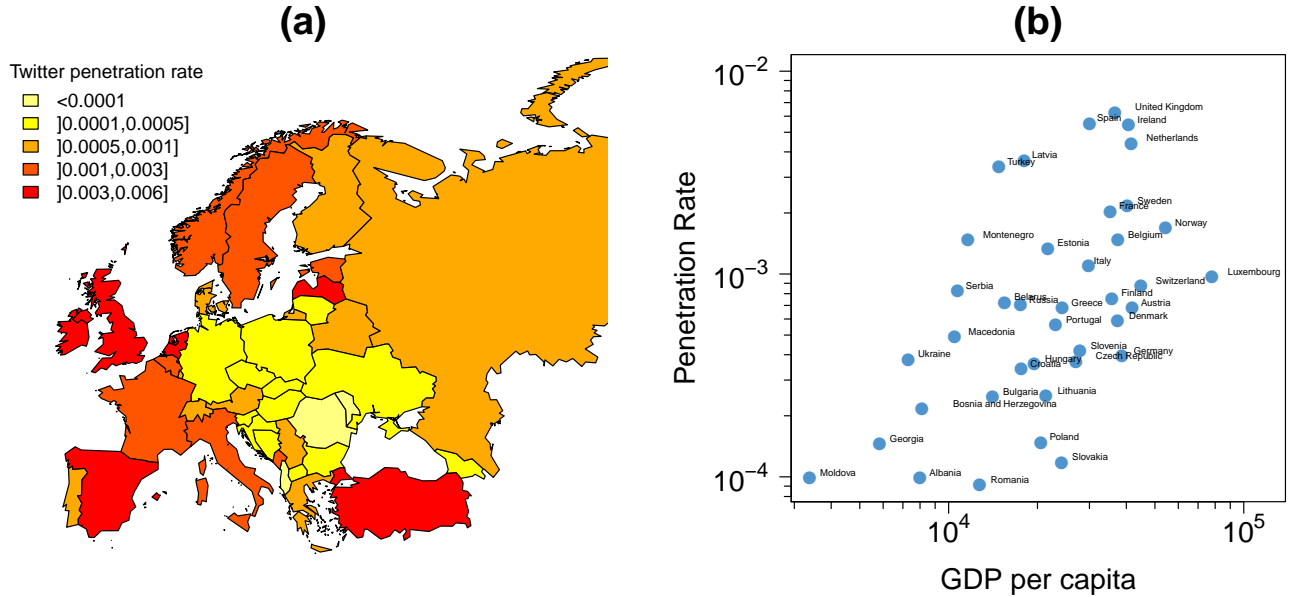 (a)
Twitter penetration rate
<0.0001
]0.0001,0.0005]
]0.0005,0.001]
]0.001,0.003]
]0.003,0.006]
(b)
Penetration Rate
10^-2
10^-3
10^-4
United Kingdom
Spain
Ireland
Netherlands
Latvia
Turkey
Sweden
France
Norway
Montenegro
Belgium
Estonia
Italy
Luxembourg
Switzerland
Serbia
Finland
Belarus
Russia
Greece
Austria
Portugal
Denmark
Macedonia
Slovenia
Germany
Ukraine
Hungary
Czech Republic
Croatia
Bulgaria
Lithuania
Bosnia and Herzegovina
Georgia
Poland
Slovakia
Moldova
Albania
Romania
10^4
10^5
GDP per capita